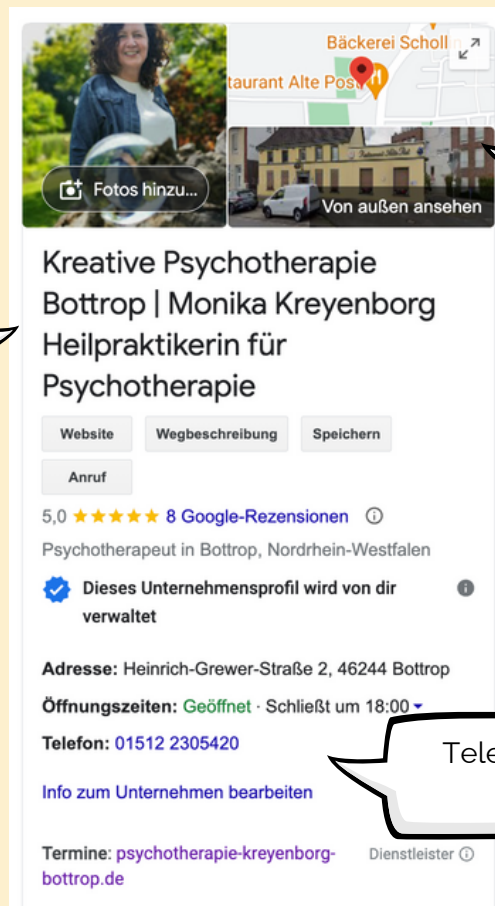 Bäckerei Scholl
taurant Alte Pos
Fotos hinzu...
Von außen ansehen
Kreative Psychotherapie
Bottrop | Monika Kreyenborg
Heilpraktikerin für
Psychotherapie
Website Wegbeschreibung Speichern
Anruf
5,0 8 Google-Rezensionen
Psychotherapeut in Bottrop, Nordrhein-Westfalen
Dieses Unternehmensprofil wird von dir
verwaltet
Adresse: Heinrich-Grewer-Straße 2, 46244 Bottrop
Öffnungszeiten: Geöffnet · Schließt um 18:00
Telefon: 01512 2305420
Tele
Info zum Unternehmen bearbeiten
Termine: psychotherapie-kreyenborg- Dienstleister
bottrop.de